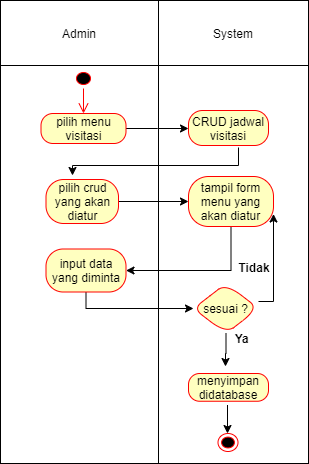 Admin
System
pilih menu
visitasi
CRUD jadwal
visitasi
pilih crud
yang akan
diatur
tampil form
menu yang
akan diatur
input data
yang diminta
Tidak
sesuai ?
Ya
menyimpan
didatabase